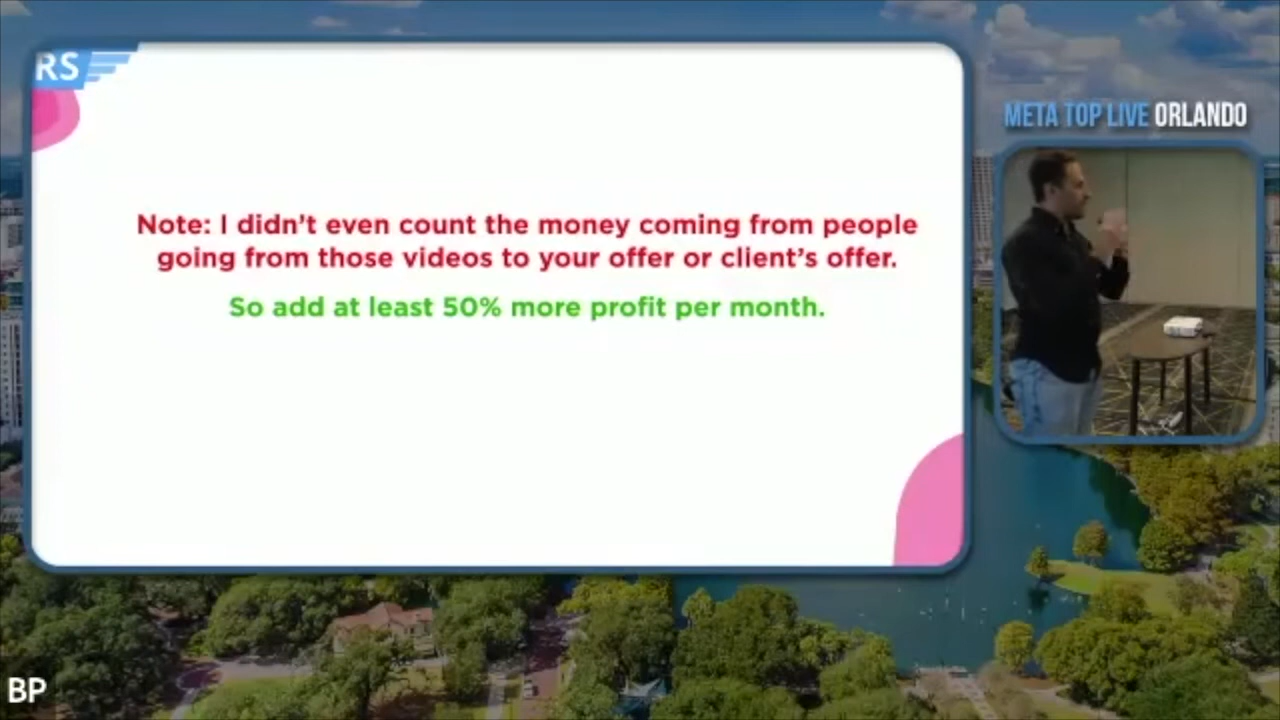 RS
META TOP LIVE ORLANDO
Note: I didn’t even count the money coming from people
going from those videos to your offer or client’s offer.
So add at least 50% more profit per month.
BP